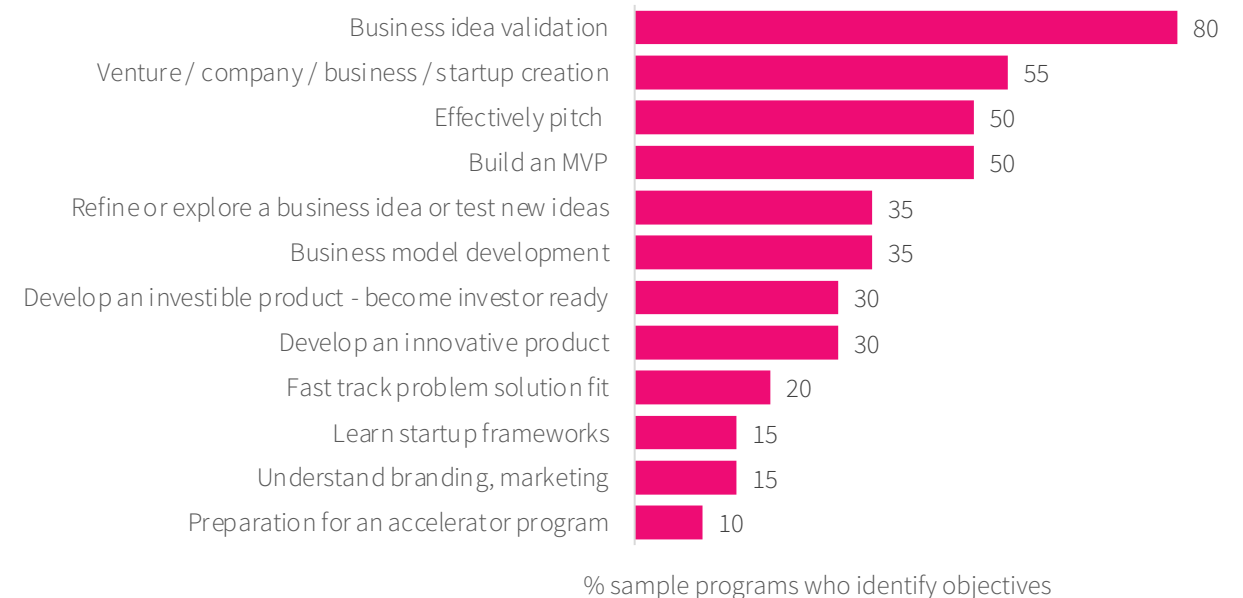 Business idea validation 80
Venture / company / business / startup creation 55
Effectively pitch 50
Build an MVP 50
Refine or explore a business idea or test new ideas 35
Business model development 35
Develop an investible product - become investor ready 30
Develop an innovative product 30
Fast track problem solution fit 20
Learn startup frameworks 15
Understand branding, marketing 15
Preparation for an accelerator program 10
% sample programs who identify objectives